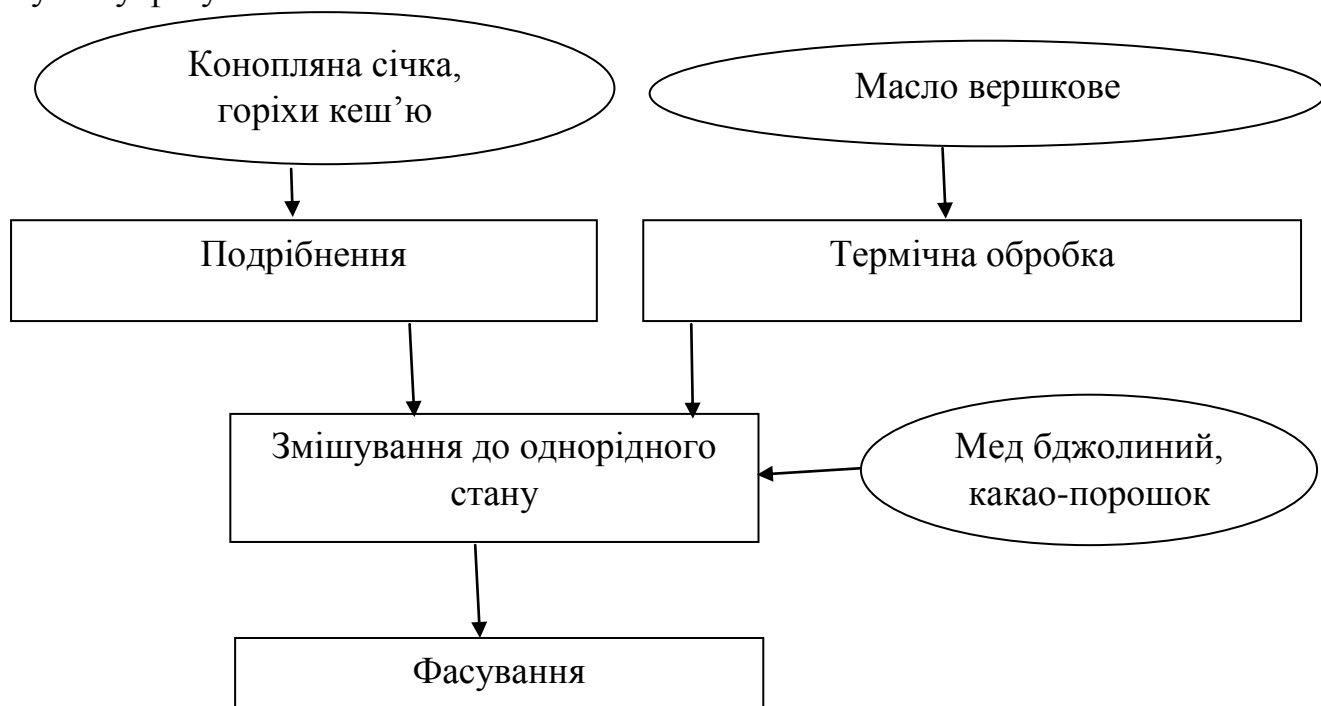 Конопляна січка,
горіхи кеш’ю
Масло вершкове
Подрібнення
Термічна обробка
Змішування до однорідного
стану
Мед бджолиний,
какао-порошок
Фасування